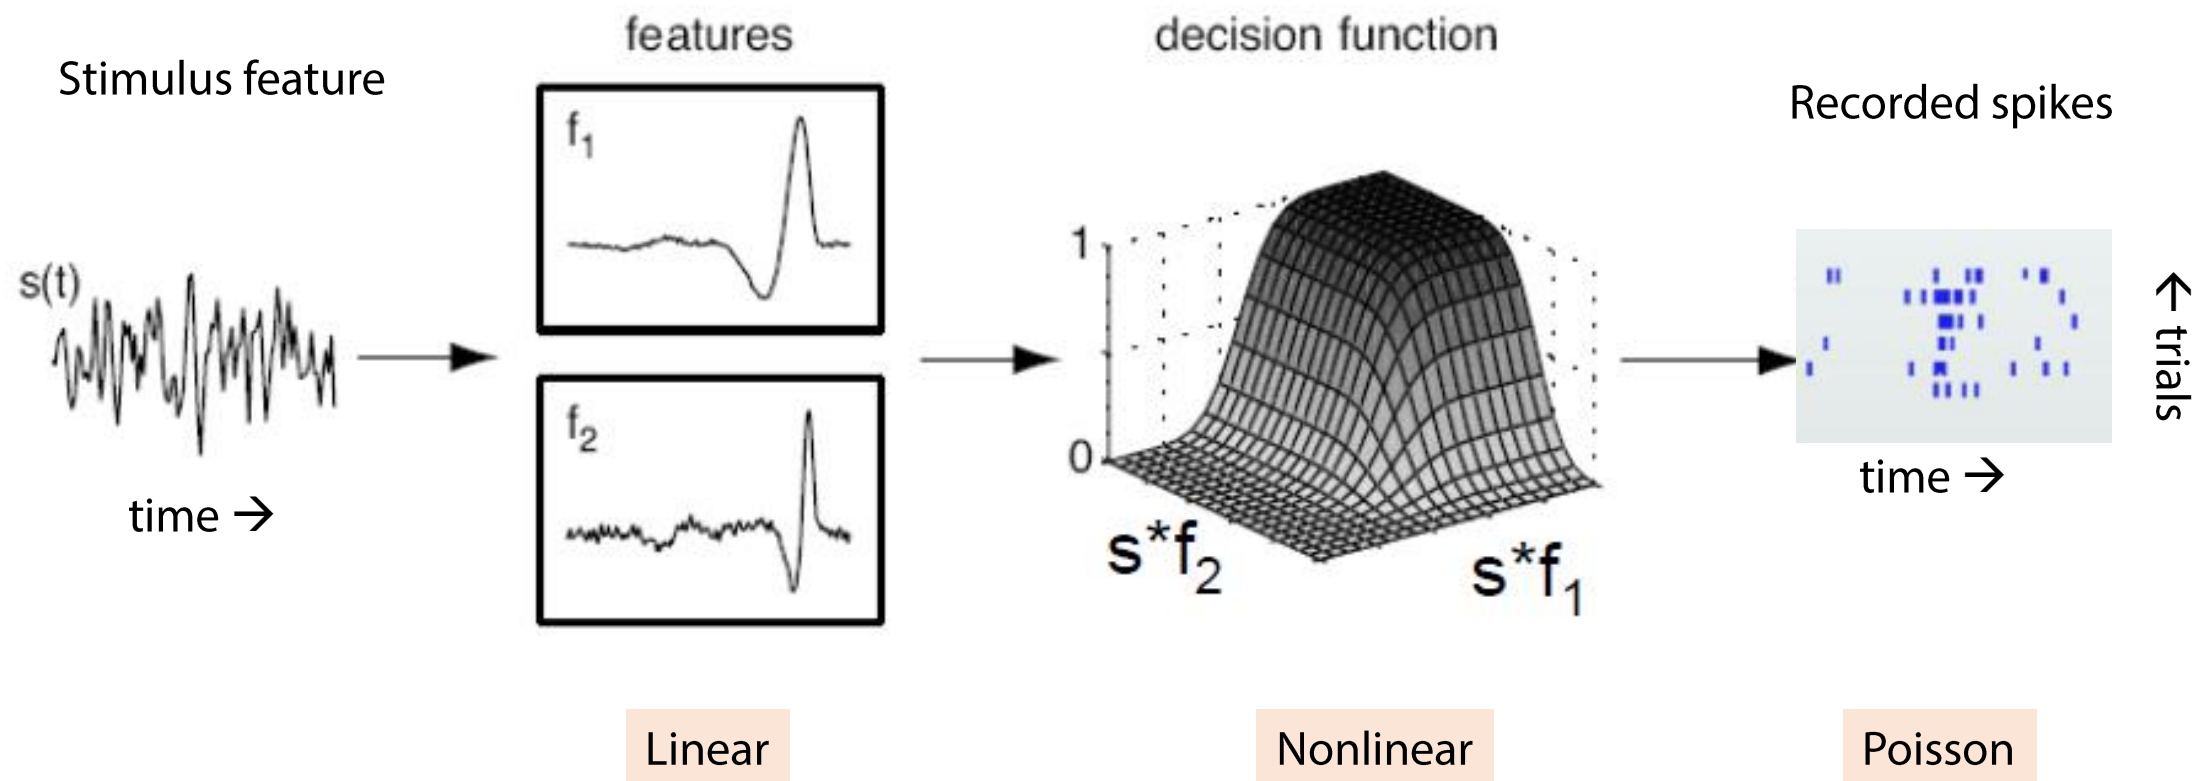 features
decision function
Stimulus feature
Recorded spikes
f₁
s(t)
1
← trials
f₂
0
time →
time →
s*f₂
s*f₁
Linear
Nonlinear
Poisson